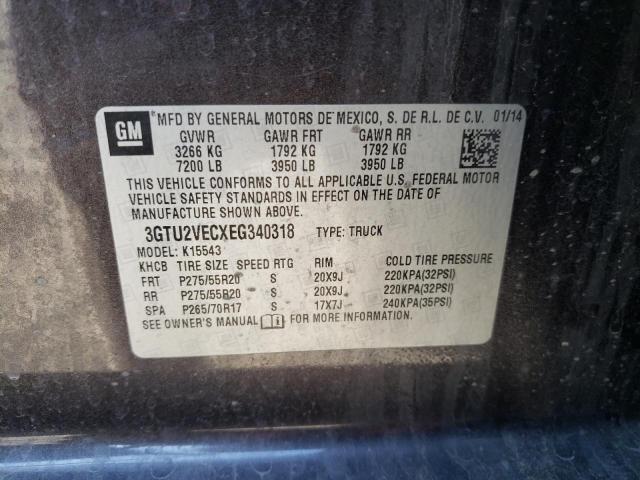 GM MFD BY GENERAL MOTORS DE MEXICO, S. DE R.L. DE C.V. 01/14
GVWR GAWR FRT GAWR RR
3266 KG 1792 KG 1792 KG
7200 LB 3950 LB 3950 LB
THIS VEHICLE CONFORMS TO ALL APPLICABLE U.S. FEDERAL MOTOR
VEHICLE SAFETY STANDARDS IN EFFECT ON THE DATE OF
MANUFACTURE SHOWN ABOVE.
3GTU2VECXEG340318 TYPE: TRUCK
MODEL: K15543
KHCB TIRE SIZE SPEED RTG RIM COLD TIRE PRESSURE
FRT P275/55R20 S 20X9J 220KPA(32PSI)
RR P275/55R20 S 20X9J 220KPA(32PSI)
SPA P265/70R17 S 17X7J 240KPA(35PSI)
SEE OWNER'S MANUAL FOR MORE INFORMATION.